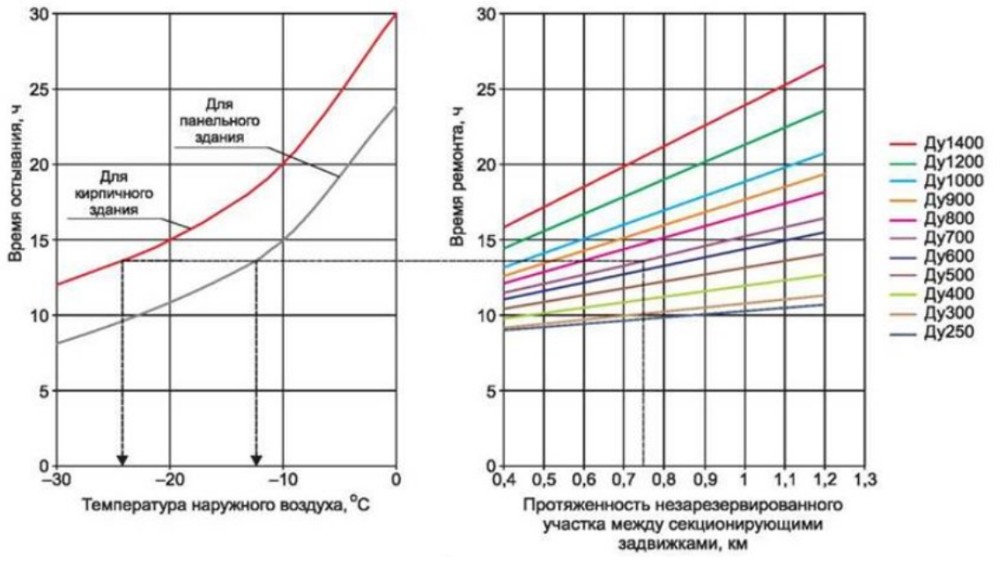 30
25
20
15
10
5
0
Время остывания, ч
Для
панельного
здания
Для
кирпичного
здания
–30
–20
–10
0
Температура наружного воздуха, °С
30
25
20
15
10
5
0
Время ремонта, ч
0,4
0,5
0,6
0,7
0,8
0,9
1
1,1
1,2
1,3
Протяженность незарезервированного
участка между секционирующими
задвижками, км
Ду1400
Ду1200
Ду1000
Ду900
Ду800
Ду700
Ду600
Ду500
Ду400
Ду300
Ду250